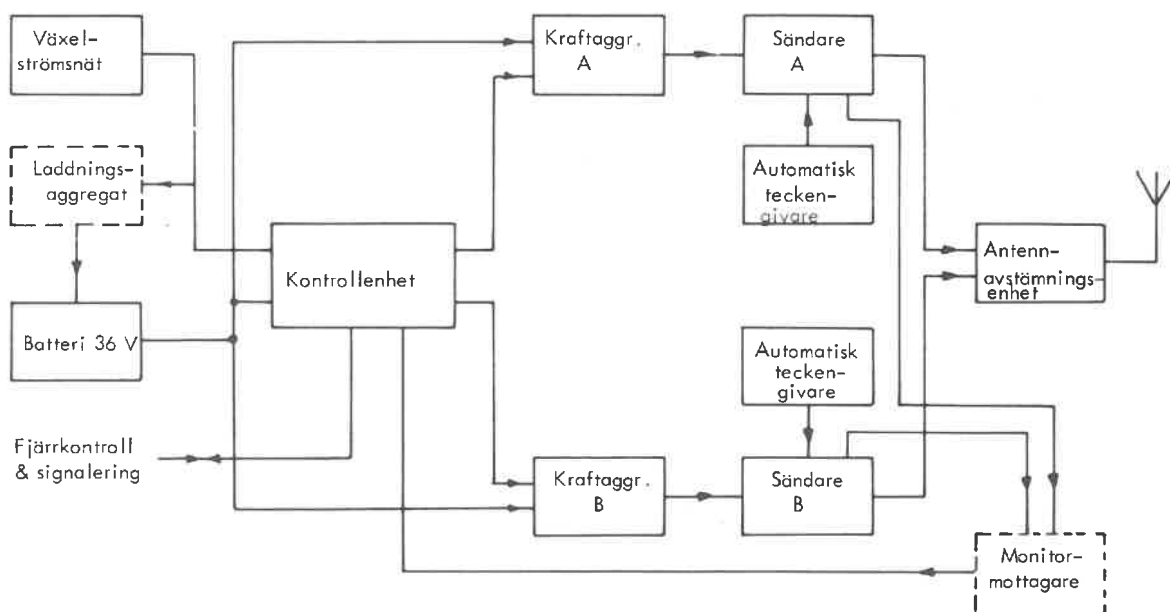 Växel-
strömsnät
Kraftaggr.
A
Sändare
A
Laddnings-
aggregat
Automatisk
tecken-
givare
Kontrollenhet
Antenn-
avstämnings-
enhet
Batteri 36 V
Automatisk
tecken-
givare
Fjärrkontroll
& signalering
Kraftaggr.
B
Sändare
B
Monitor-
mottagare